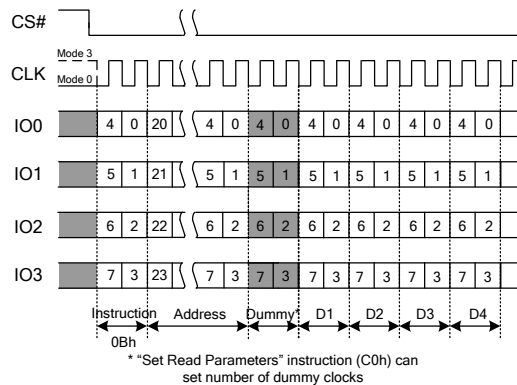 CS#
Mode 3
CLK
Mode 0
IO0 4 0 20 4 0 4 0 4 0 4 0 4 0 4 0
IO1 5 1 21 5 1 5 1 5 1 5 1 5 1 5 1
IO2 6 2 22 6 2 6 2 6 2 6 2 6 2 6 2
IO3 7 3 23 7 3 7 3 7 3 7 3 7 3 7 3
Instruction Address Dummy* D1 D2 D3 D4
0Bh
* "Set Read Parameters" instruction (C0h) can
set number of dummy clocks